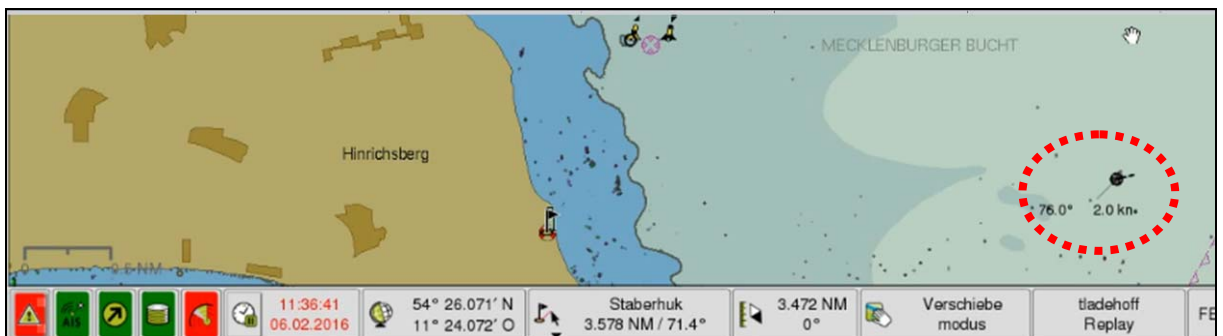 MECKLENBURGER BUCHT
Hinrichsberg
76.0° 2.0 kn
0 0.5 NM
AIS
11:36:41
06.02.2016
54° 26.071' N
11° 24.072' O
Staberhuk
3.578 NM / 71.4°
3.472 NM
0°
Verschiebe
modus
tladehoff
Replay
FE